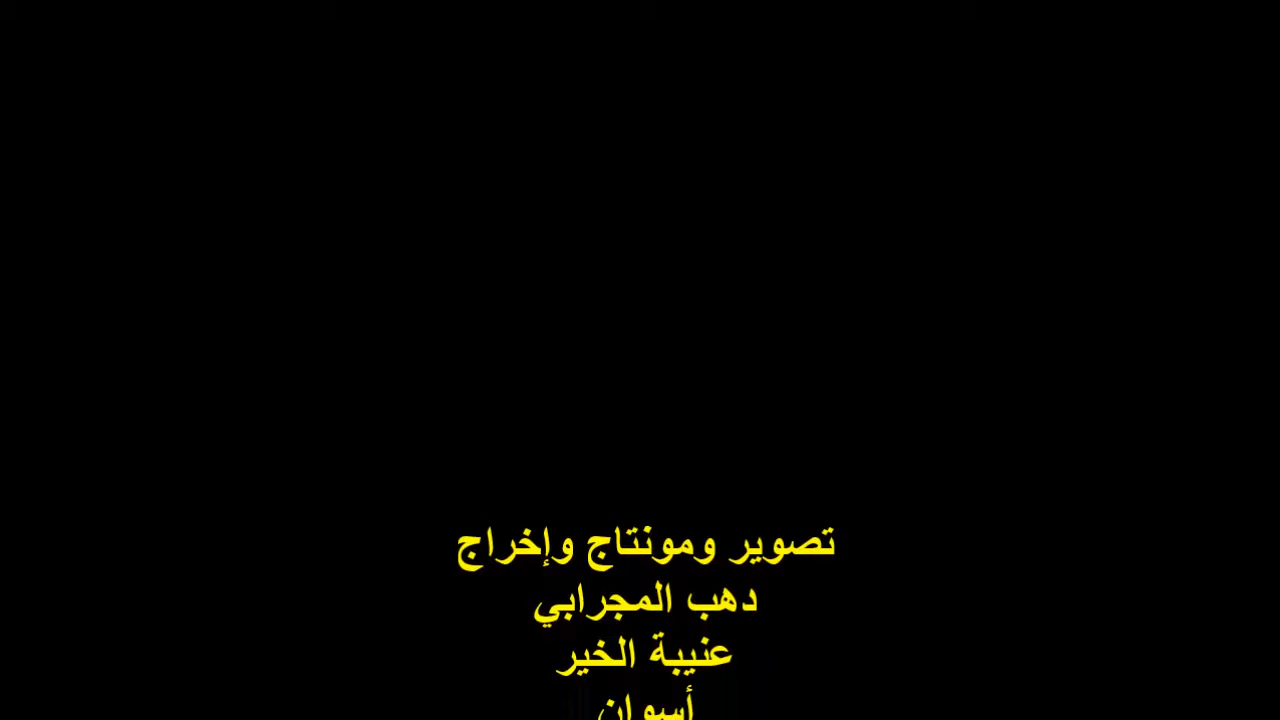 تصوير ومونتاج وإخراج
دهب المجرابي
عنيبة الخير
أسوان